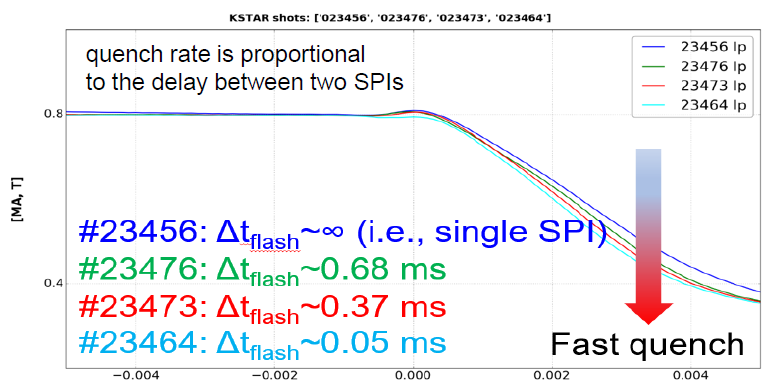 KSTAR shots: ['023456', '023476', '023473', '023464']
quench rate is proportional
to the delay between two SPIs
23456 Ip
23476 Ip
23473 Ip
23464 Ip
0.8
[MA, T]
#23456: Δtflash~∞ (i.e., single SPI)
#23476: Δtflash~0.68 ms
0.4
#23473: Δtflash~0.37 ms
#23464: Δtflash~0.05 ms
Fast quench
−0.004
−0.002
0.000
0.002
0.004